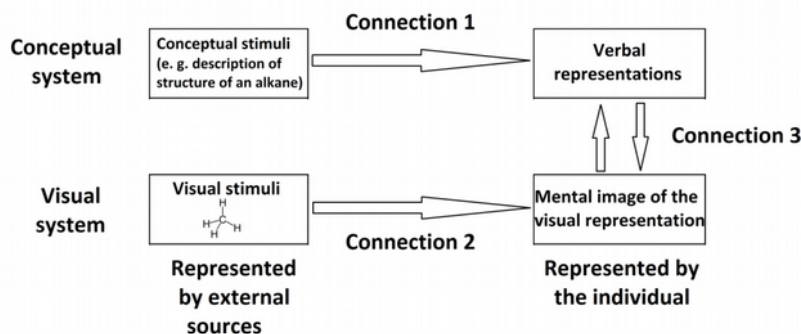 Connection 1
Conceptual
system
Conceptual stimuli
(e. g. description of
structure of an alkane)
Verbal
representations
Connection 3
Visual
system
Visual stimuli
H
C
H
H
H
Mental image of the
visual representation
Connection 2
Represented
by external
sources
Represented by
the individual